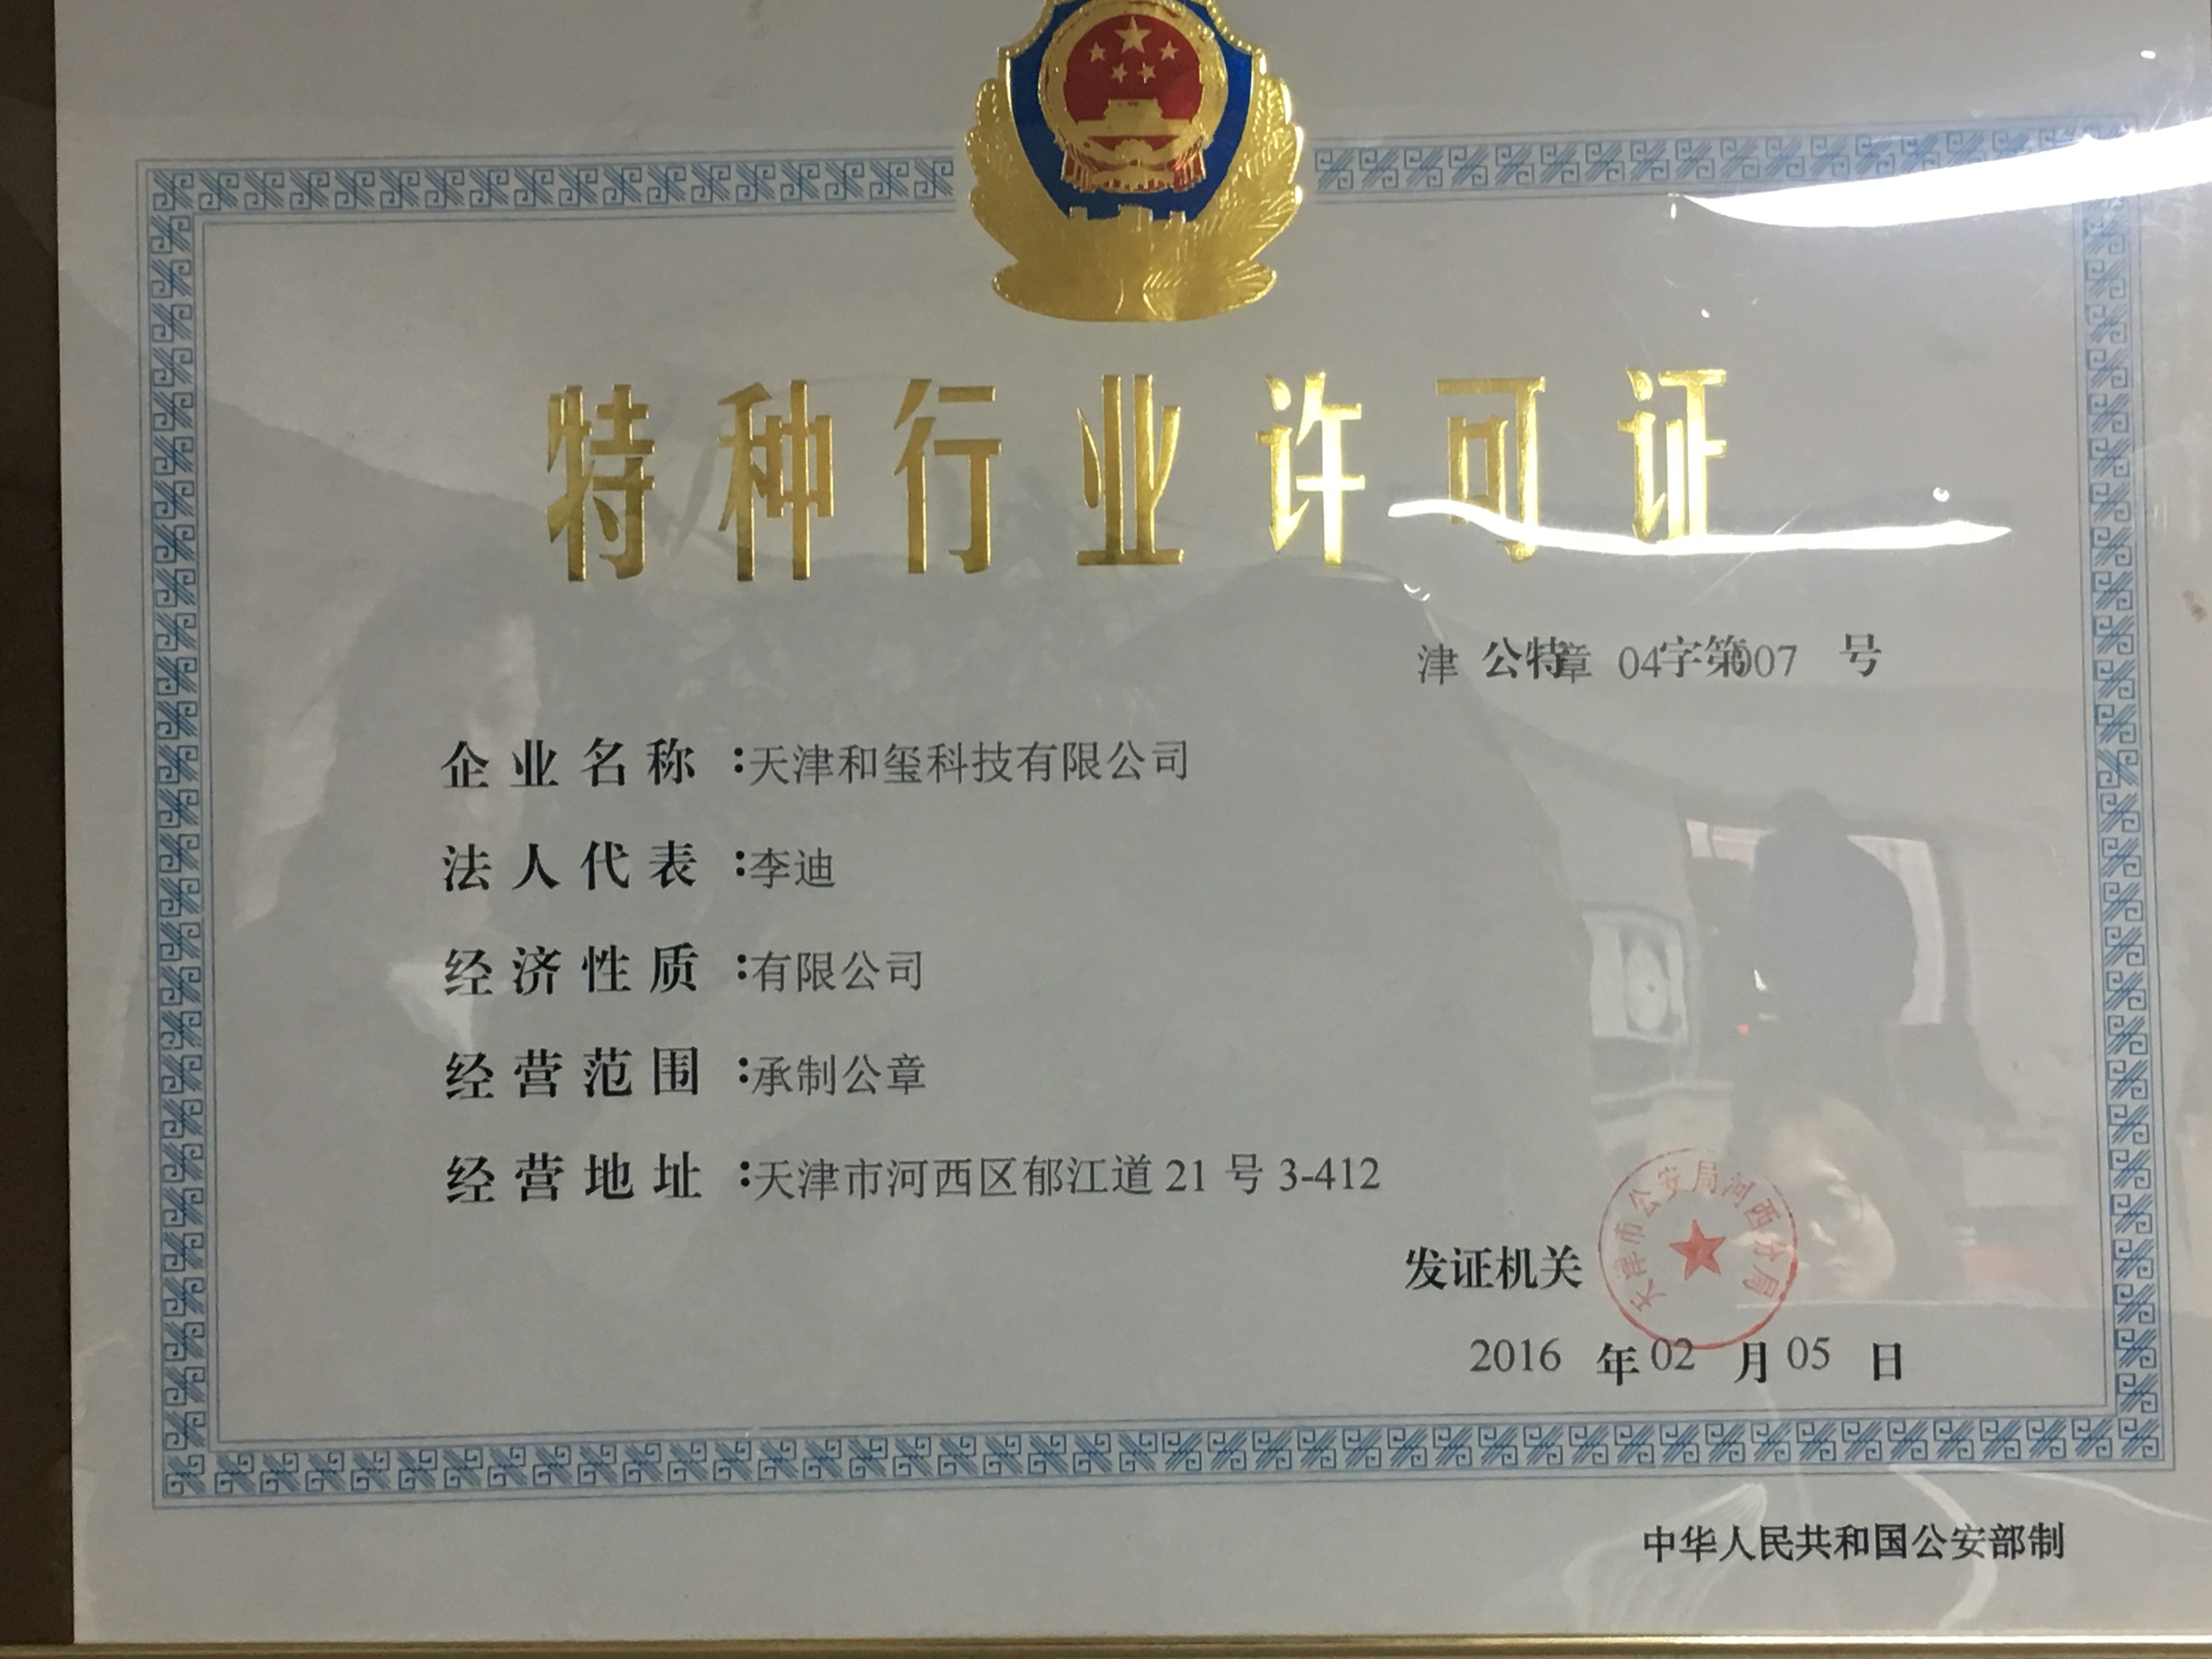 特种行业许可证
津 公特章 04字第007 号
企业名称:天津和玺科技有限公司
法人代表:李迪
经济性质:有限公司
经营范围:承制公章
经营地址:天津市河西区郁江道21号3-412
发证机关
天津市公安局河西分局
2016 年 02 月 05 日
中华人民共和国公安部制